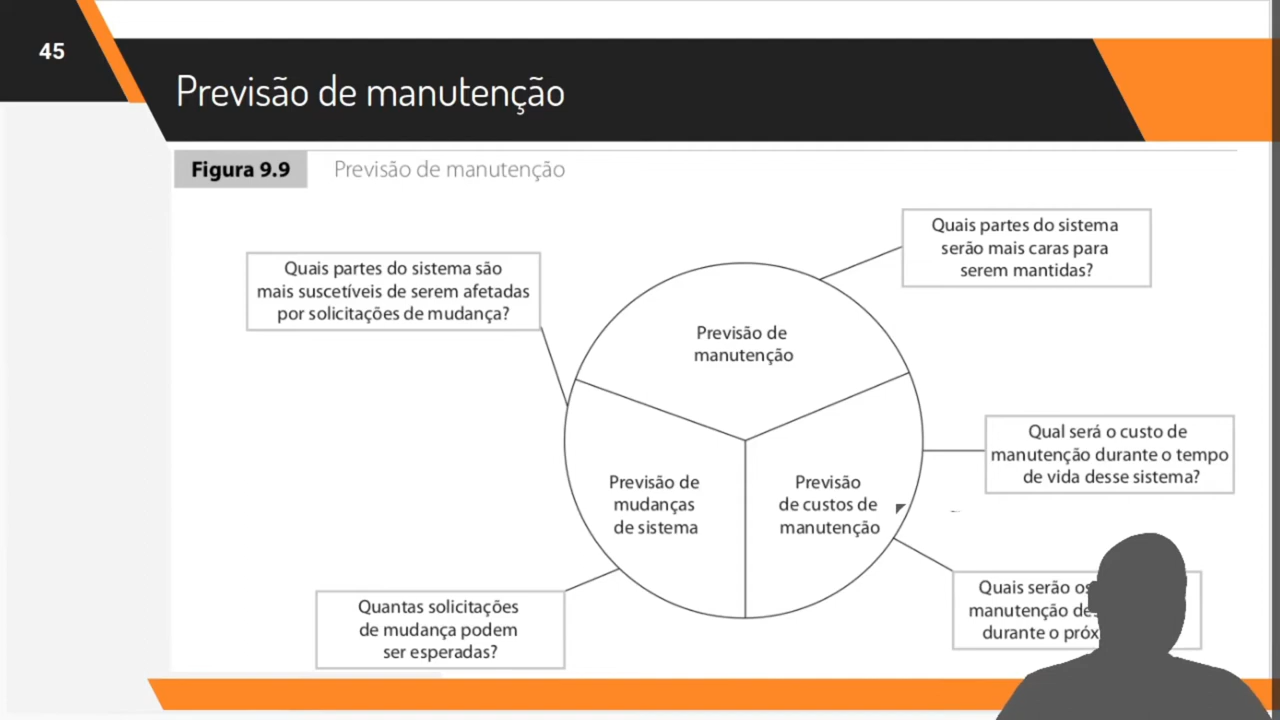 45
Previsão de manutenção
Figura 9.9 Previsão de manutenção
Quais partes do sistema
serão mais caras para
serem mantidas?
Quais partes do sistema são
mais suscetíveis de serem afetadas
por solicitações de mudança?
Previsão de
manutenção
Qual será o custo de
manutenção durante o tempo
de vida desse sistema?
Previsão de
mudanças
de sistema
Previsão
de custos de
manutenção
Quais serão os
manutenção
durante o
Quantas solicitações
de mudança podem
ser esperadas?